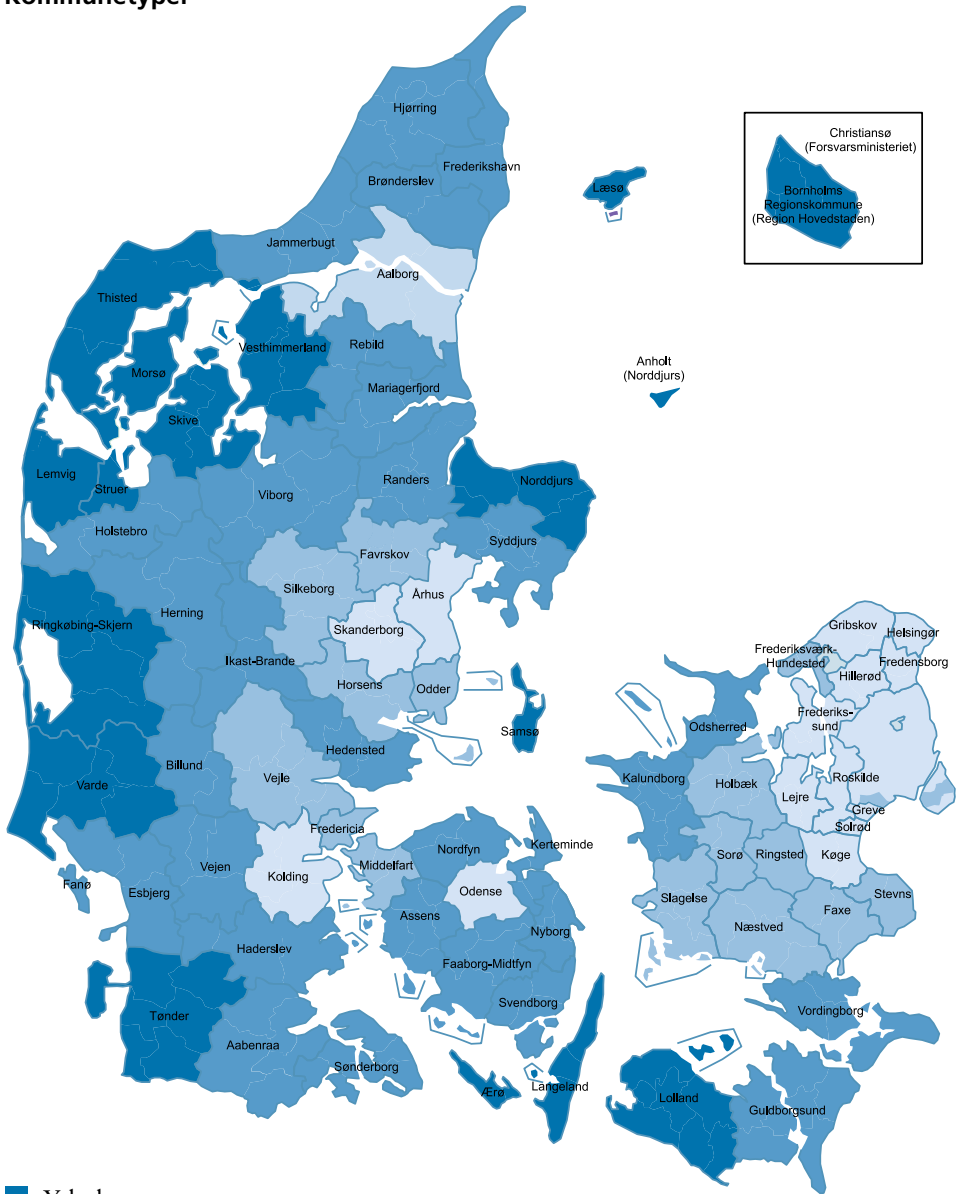 Kommunetyper
Hjørring
Frederikshavn
Brønderslev
Christiansø
(Forsvarsministeriet)
Læsø
Bornholms
Regionskommune
(Region Hovedstaden)
Jammerbugt
Aalborg
Thisted
Vesthimmerland
Rebild
Morsø
Mariagerfjord
Anholt
(Norddjurs)
Skive
Lemvig
Struer
Viborg
Randers
Norddjurs
Holstebro
Syddjurs
Favrskov
Silkeborg
Århus
Herning
Ringkøbing-Skjern
Skanderborg
Gribskov
Helsingør
Frederiksværk-
Hundested
Fredensborg
Hillerød
Ikast-Brande
Horsens
Odder
Frederiks-
sund
Samsø
Odsherred
Hedensted
Billund
Vejle
Varde
Kalundborg
Holbæk
Roskilde
Lejre
Greve
Solrød
Fredericia
Nordfyn
Kerteminde
Middelfart
Sorø
Ringsted
Køge
Vejen
Kolding
Fanø
Esbjerg
Odense
Slagelse
Stevns
Assens
Faxe
Nyborg
Næstved
Haderslev
Faaborg-Midtfyn
Svendborg
Vordingborg
Tønder
Aabenraa
Sønderborg
Ærø
Langeland
Lolland
Guldborgsund